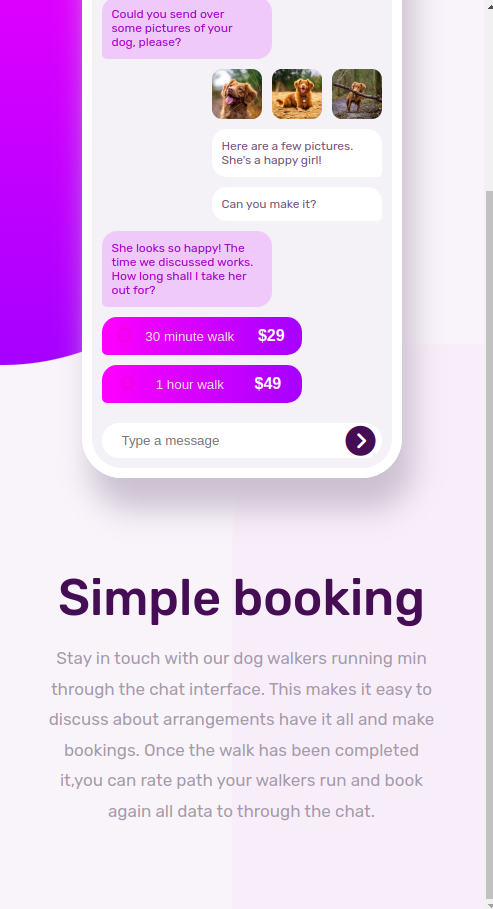 Could you send over
some pictures of your
dog, please?
Here are a few pictures.
She's a happy girl!
Can you make it?
She looks so happy! The
time we discussed works.
How long shall I take her
out for?
30 minute walk $29
1 hour walk $49
Type a message
Simple booking
Stay in touch with our dog walkers running min
through the chat interface. This makes it easy to
discuss about arrangements have it all and make
bookings. Once the walk has been completed
it,you can rate path your walkers run and book
again all data to through the chat.